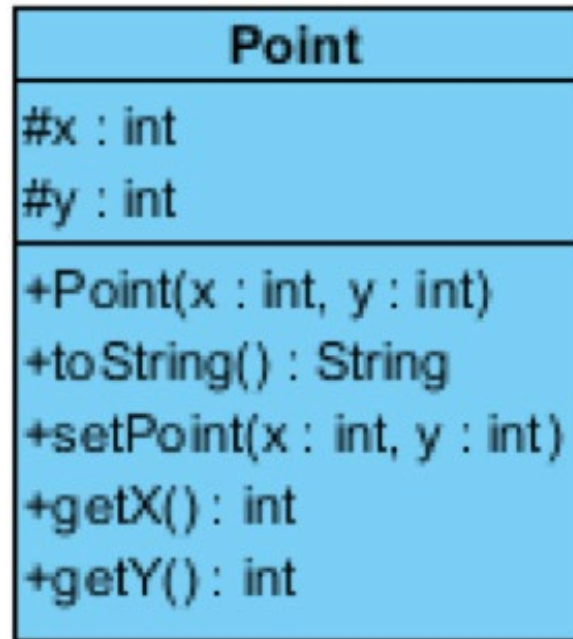 Point
#x : int
#y : int
+Point(x : int, y : int)
+toString() : String
+setPoint(x : int, y : int)
+getX() : int
+getY() : int